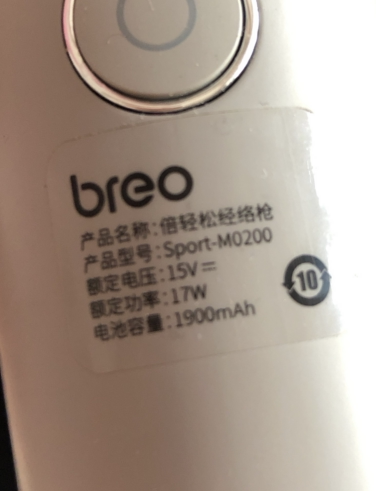 breo
产品名称:倍轻松经络枪
产品型号:Sport-M0200
额定电压:15V⎓
额定功率:17W
电池容量:1900mAh
10